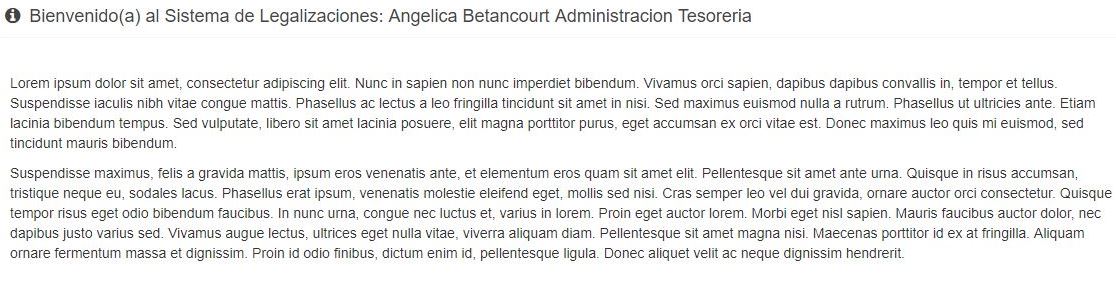 Bienvenido(a) al Sistema de Legalizaciones: Angelica Betancourt Administracion Tesoreria
Lorem ipsum dolor sit amet, consectetur adipiscing elit. Nunc in sapien non nunc imperdiet bibendum. Vivamus orci sapien, dapibus dapibus convallis in, tempor et tellus.
Suspendisse iaculis nibh vitae congue mattis. Phasellus ac lectus a leo fringilla tincidunt sit amet in nisi. Sed maximus euismod nulla a rutrum. Phasellus ut ultricies ante. Etiam
lacinia bibendum tempus. Sed vulputate, libero sit amet lacinia posuere, elit magna porttitor purus, eget accumsan ex orci vitae est. Donec maximus leo quis mi euismod, sed
tincidunt mauris bibendum.
Suspendisse maximus, felis a gravida mattis, ipsum eros venenatis ante, et elementum eros quam sit amet elit. Pellentesque sit amet ante urna. Quisque in risus accumsan,
tristique neque eu, sodales lacus. Phasellus erat ipsum, venenatis molestie eleifend eget, mollis sed nisi. Cras semper leo vel dui gravida, ornare auctor orci consectetur. Quisque
tempor risus eget odio bibendum faucibus. In nunc urna, congue nec luctus et, varius in lorem. Proin eget auctor lorem. Morbi eget nisl sapien. Mauris faucibus auctor dolor, nec
dapibus justo varius sed. Vivamus augue lectus, ultrices eget nulla vitae, viverra aliquam diam. Pellentesque sit amet magna nisi. Maecenas porttitor id ex at fringilla. Aliquam
ornare fermentum massa et dignissim. Proin id odio finibus, dictum enim id, pellentesque ligula. Donec aliquet velit ac neque dignissim hendrerit.